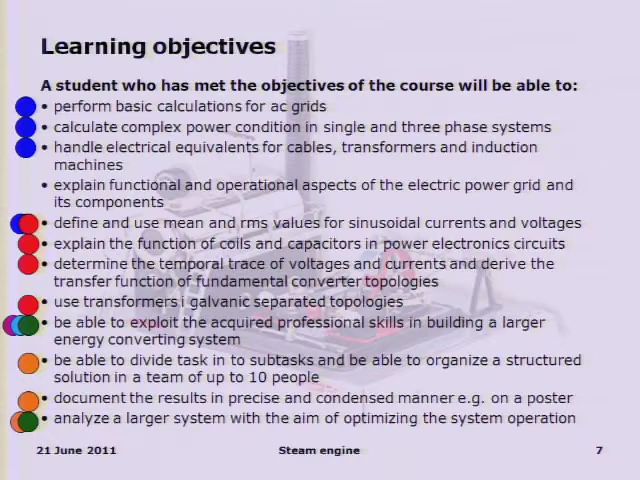 Learning objectives
A student who has met the objectives of the course will be able to:
• perform basic calculations for ac grids
• calculate complex power condition in single and three phase systems
• handle electrical equivalents for cables, transformers and induction
machines
• explain functional and operational aspects of the electric power grid and
its components
• define and use mean and rms values for sinusoidal currents and voltages
• explain the function of coils and capacitors in power electronics circuits
• determine the temporal trace of voltages and currents and derive the
transfer function of fundamental converter topologies
• use transformers i galvanic separated topologies
• be able to exploit the acquired professional skills in building a larger
energy converting system
• be able to divide task in to subtasks and be able to organize a structured
solution in a team of up to 10 people
• document the results in precise and condensed manner e.g. on a poster
• analyze a larger system with the aim of optimizing the system operation
21 June 2011 Steam engine 7